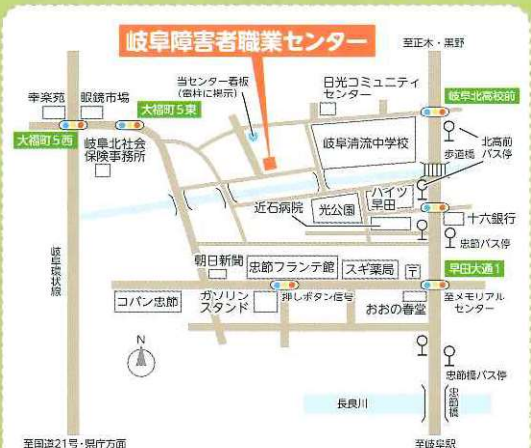 岐阜障害者職業センター
至正木・黒野
当センター看板
(電柱に掲示)
日光コミュニティ
センター
岐阜北高校前
幸楽苑
眼鏡市場
大福町5東
大福町5西
岐阜北社会
保険事務所
岐阜清流中学校
北高前
バス停
歩道橋
近石病院
光公園
ハイツ
早田
十六銀行
忠節バス停
岐阜環状線
朝日新聞
忠節フランテ館
スギ薬局
〒
早田大通1
コパン忠節
ガソリン
スタンド
押しボタン信号
おおの春堂
至メモリアル
センター
N
忠節橋バス停
長良川
忠節橋
至国道21号・県庁方面
至岐阜駅